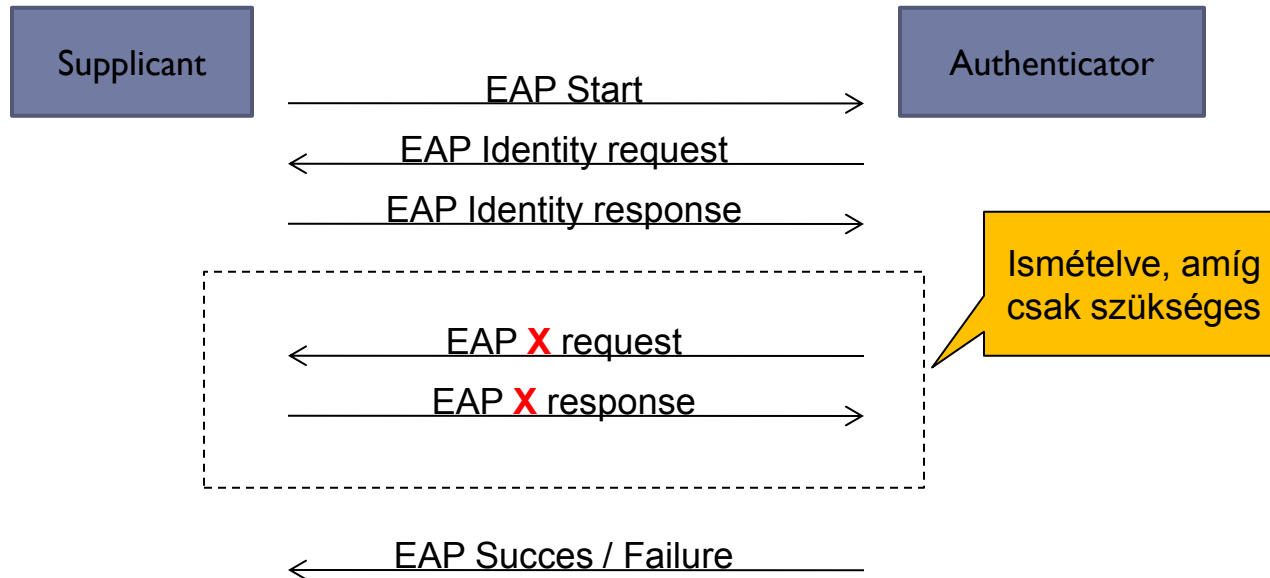 Supplicant
Authenticator
EAP Start
EAP Identity request
EAP Identity response
Ismételve, amíg
csak szükséges
EAP X request
EAP X response
EAP Succes / Failure